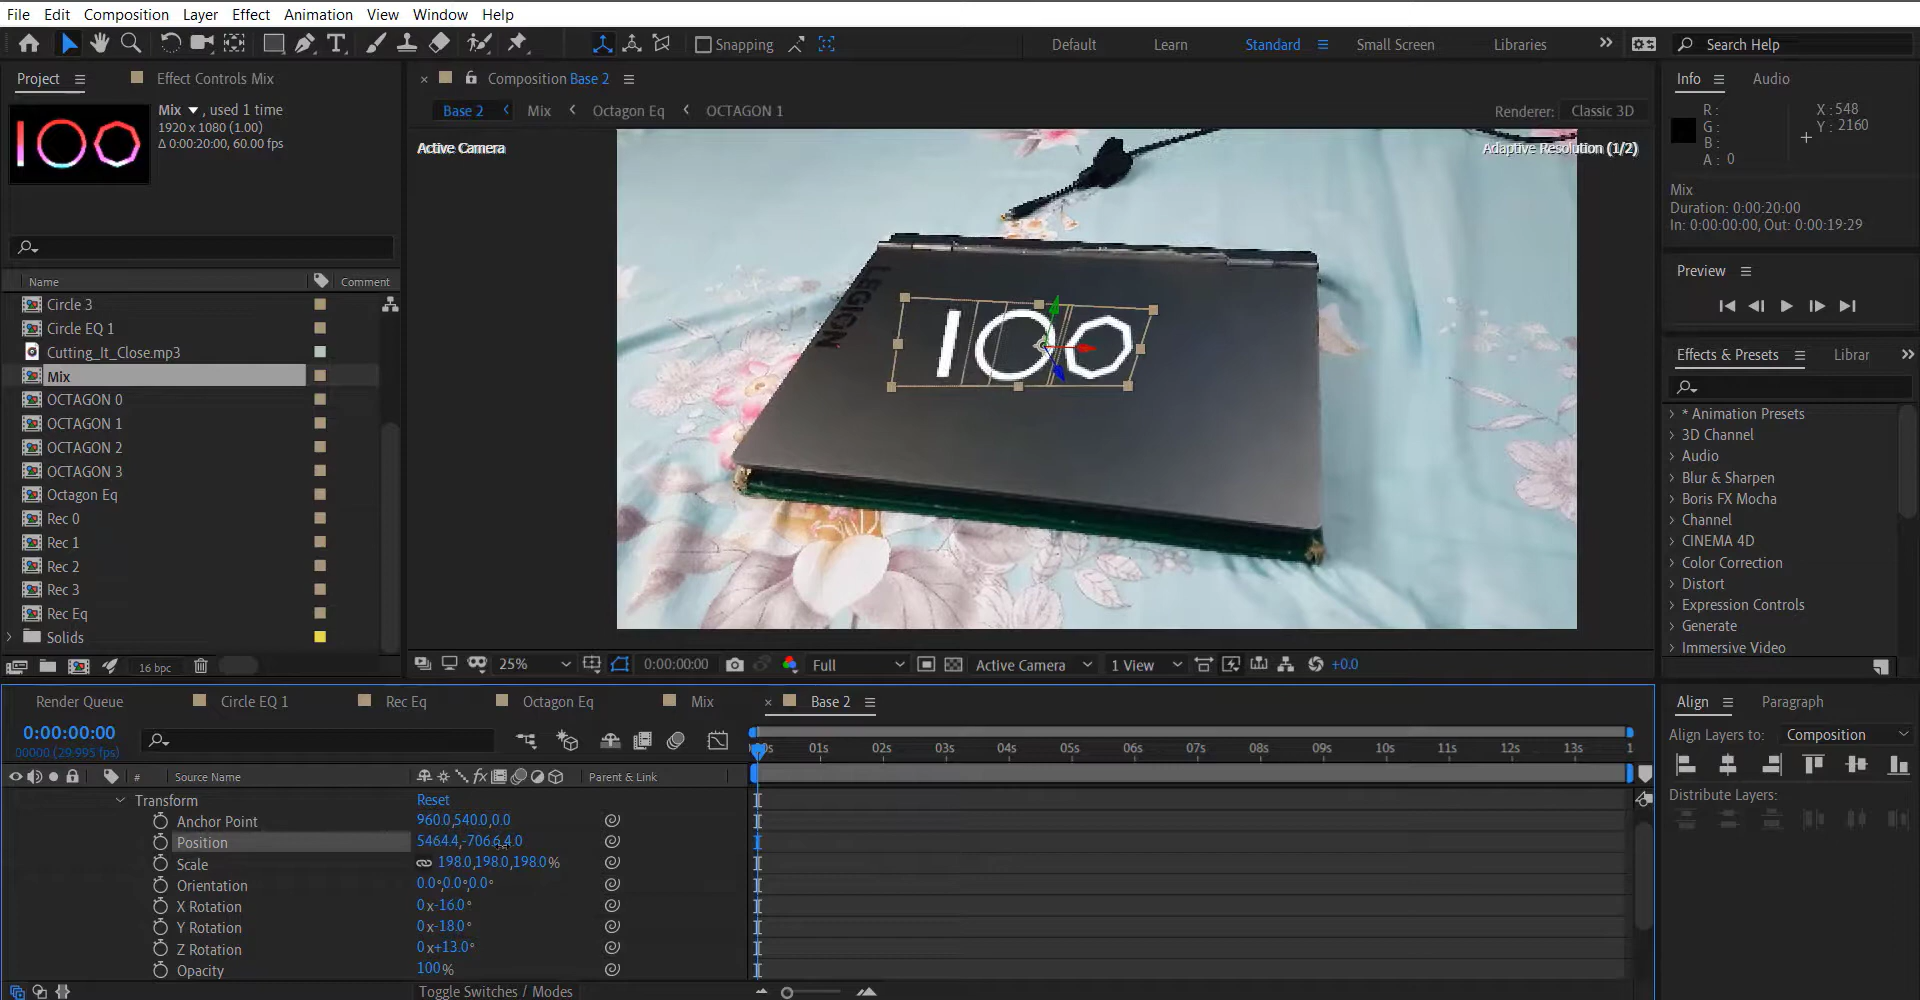 File Edit Composition Layer Effect Animation View Window Help
Snapping
Default Learn Standard Small Screen Libraries
Search Help
Project Effect Controls Mix
Mix , used 1 time
1920 x 1080 (1.00)
Δ 0:00:20:00, 60.00 fps
100
Name Comment
Circle 3
Circle EQ 1
Cutting_It_Close.mp3
Mix
OCTAGON 0
OCTAGON 1
OCTAGON 2
OCTAGON 3
Octagon Eq
Rec 0
Rec 1
Rec 2
Rec 3
Rec Eq
Solids
16 bpc
Composition Base 2
Base 2 Mix Octagon Eq OCTAGON 1
Renderer: Classic 3D
Active Camera
Adaptive Resolution (1/2)
LEGION
100
25% 0:00:00:00 Full Active Camera 1 View +0.0
Info Audio
R :
G :
B :
A : 0
X : 548
Y : 2160
Mix
Duration: 0:00:20:00
In: 0:00:00:00, Out: 0:00:19:29
Preview
Effects & Presets Librar
* Animation Presets
3D Channel
Audio
Blur & Sharpen
Boris FX Mocha
Channel
CINEMA 4D
Color Correction
Distort
Expression Controls
Generate
Immersive Video
Align Paragraph
Align Layers to: Composition
Distribute Layers:
Render Queue Circle EQ 1 Rec Eq Octagon Eq Mix Base 2
0:00:00:00
00000 (29.995 fps)
# Source Name Parent & Link
00s 01s 02s 03s 04s 05s 06s 07s 08s 09s 10s 11s 12s 13s 1
Transform Reset
Anchor Point 960.0,540.0,0.0
Position 5464.4,-706.6,4.0
Scale 198.0,198.0,198.0%
Orientation 0.0°,0.0°,0.0°
X Rotation 0 x-16.0°
Y Rotation 0 x-18.0°
Z Rotation 0 x+13.0°
Opacity 100%
Toggle Switches / Modes